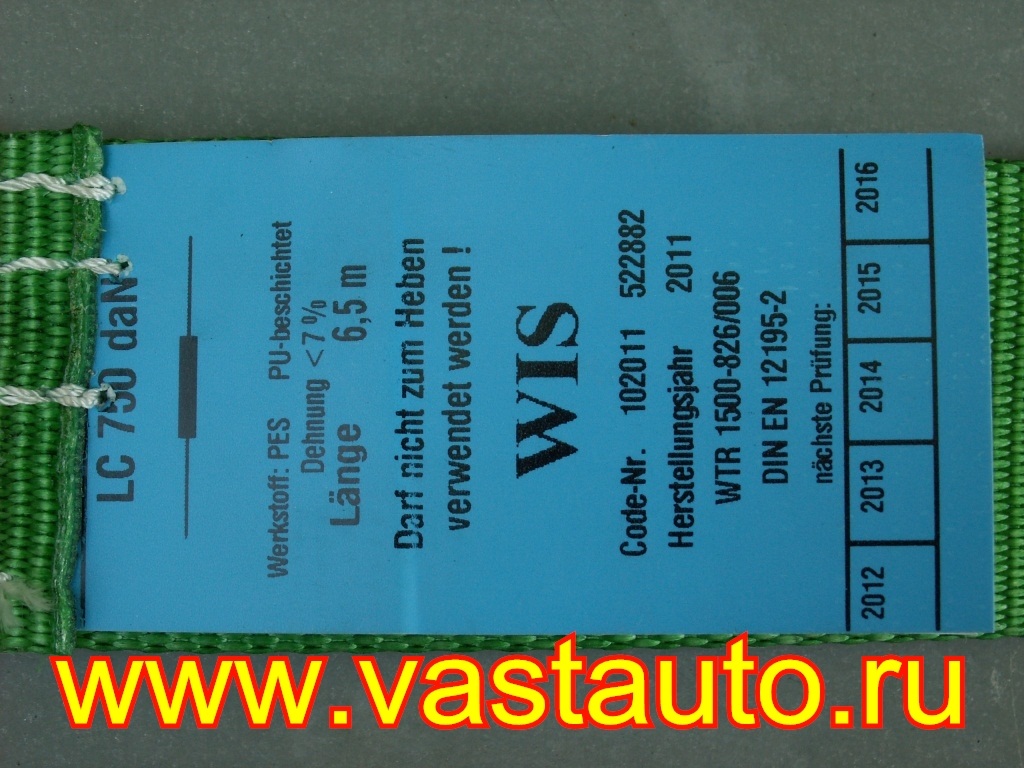 LC 750 daN
Werkstoff: PES PU-beschichtet
Dehnung <7%
Länge 6,5 m
Darf nicht zum Heben
verwendet werden !
WIS
Code-Nr. 102011 522882
Herstellungsjahr 2011
WTR 1500-826/006
DIN EN 12195-2
nächste Prüfung:
2012 2013 2014 2015 2016
www.vastauto.ru